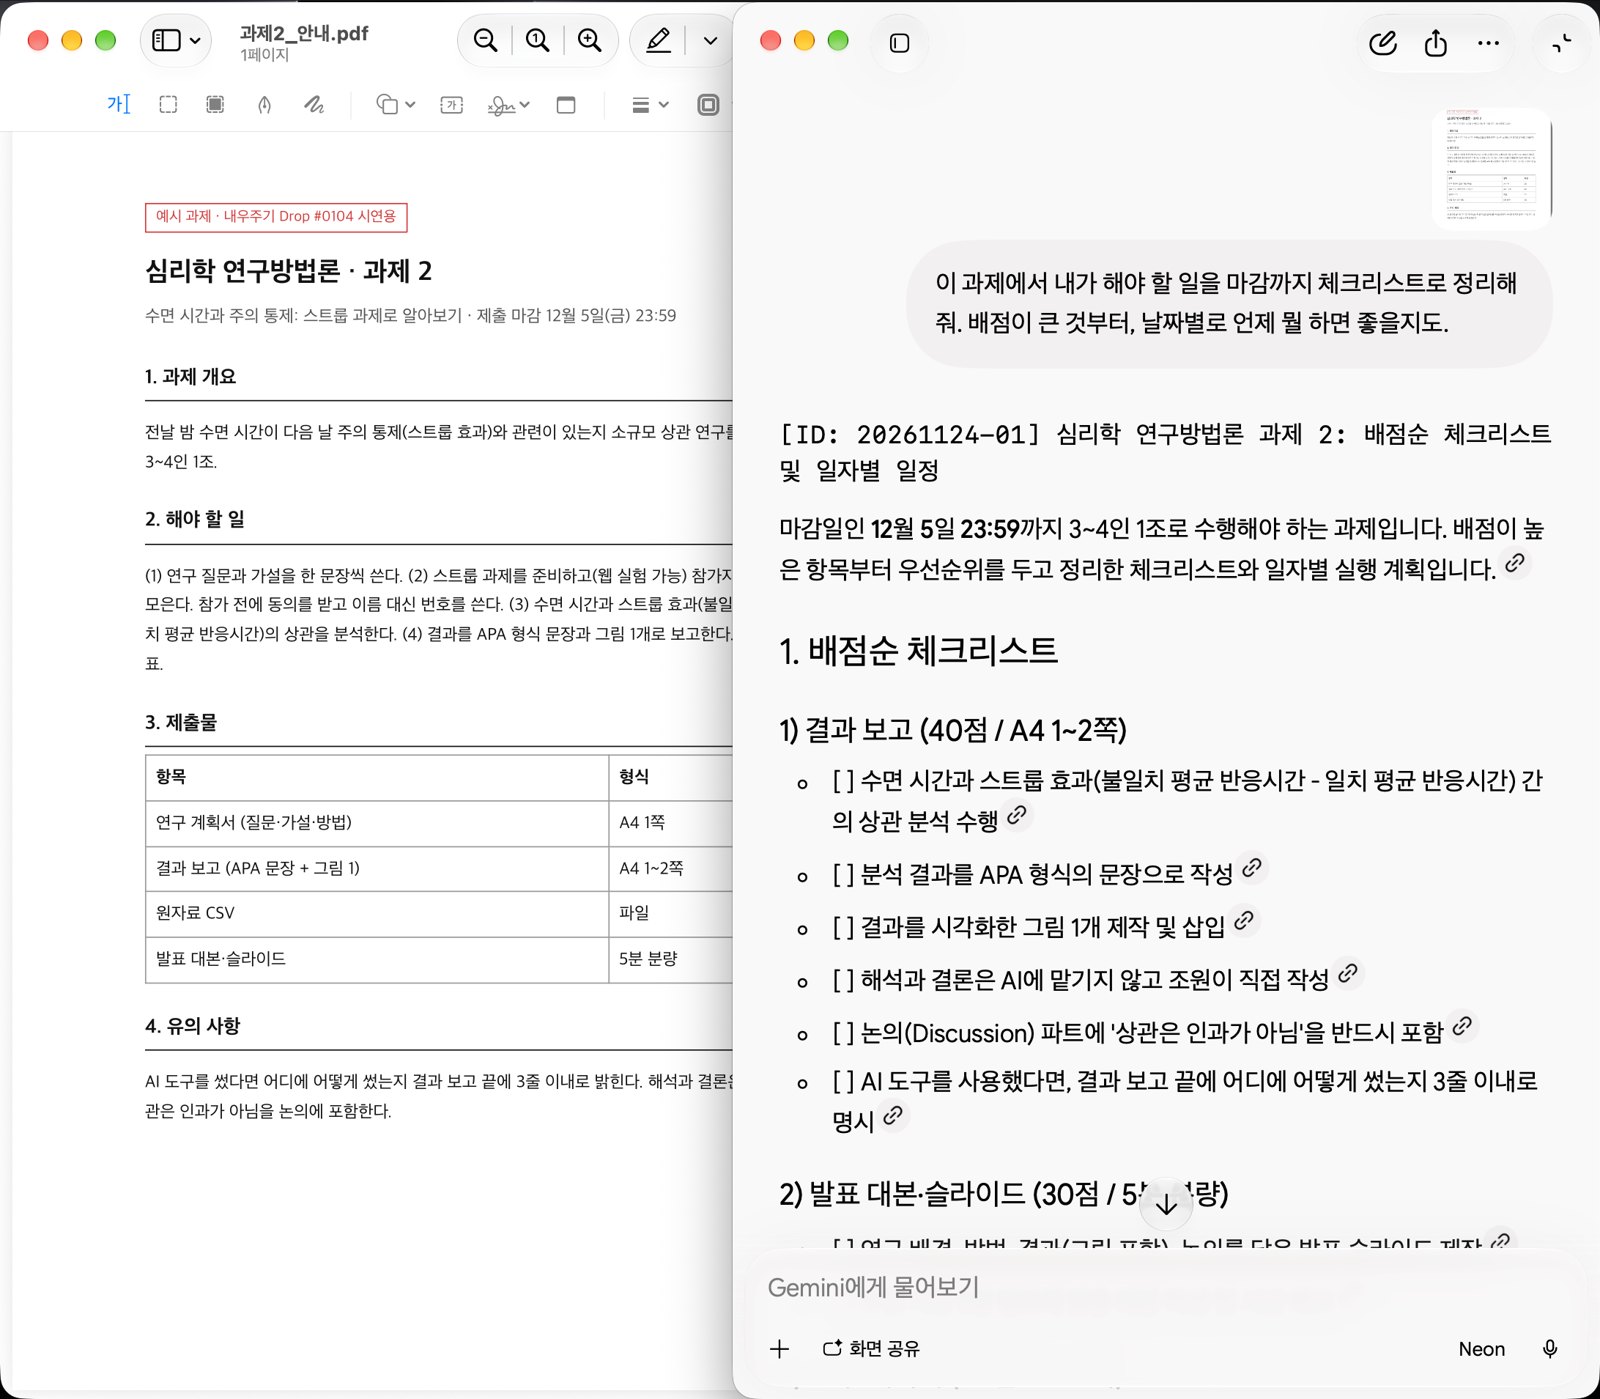 과제2_안내.pdf
1페이지
가
가
예시 과제 · 내우주기 Drop #0104 시연용
심리학 연구방법론 · 과제 2
수면 시간과 주의 통제: 스트룹 과제로 알아보기 · 제출 마감 12월 5일(금) 23:59
1. 과제 개요
전날 밤 수면 시간이 다음 날 주의 통제(스트룹 효과)와 관련이 있는지 소규모 상관 연구를
3~4인 1조.
2. 해야 할 일
(1) 연구 질문과 가설을 한 문장씩 쓴다. (2) 스트룹 과제를 준비하고(웹 실험 가능) 참가자
모은다. 참가 전에 동의를 받고 이름 대신 번호를 쓴다. (3) 수면 시간과 스트룹 효과(불일
치 평균 반응시간)의 상관을 분석한다. (4) 결과를 APA 형식 문장과 그림 1개로 보고한다.
표.
3. 제출물
항목 형식
연구 계획서 (질문·가설·방법) A4 1쪽
결과 보고 (APA 문장 + 그림 1) A4 1~2쪽
원자료 CSV 파일
발표 대본·슬라이드 5분 분량
4. 유의 사항
AI 도구를 썼다면 어디에 어떻게 썼는지 결과 보고 끝에 3줄 이내로 밝힌다. 해석과 결론은
관은 인과가 아님을 논의에 포함한다.
이 과제에서 내가 해야 할 일을 마감까지 체크리스트로 정리해
줘. 배점이 큰 것부터, 날짜별로 언제 뭘 하면 좋을지도.
[ID: 20261124-01] 심리학 연구방법론 과제 2: 배점순 체크리스트
및 일자별 일정
마감일인 12월 5일 23:59까지 3~4인 1조로 수행해야 하는 과제입니다. 배점이 높
은 항목부터 우선순위를 두고 정리한 체크리스트와 일자별 실행 계획입니다.
1. 배점순 체크리스트
1) 결과 보고 (40점 / A4 1~2쪽)
[ ] 수면 시간과 스트룹 효과(불일치 평균 반응시간 - 일치 평균 반응시간) 간
의 상관 분석 수행
[ ] 분석 결과를 APA 형식의 문장으로 작성
[ ] 결과를 시각화한 그림 1개 제작 및 삽입
[ ] 해석과 결론은 AI에 맡기지 않고 조원이 직접 작성
[ ] 논의(Discussion) 파트에 '상관은 인과가 아님'을 반드시 포함
[ ] AI 도구를 사용했다면, 결과 보고 끝에 어디에 어떻게 썼는지 3줄 이내로
명시
2) 발표 대본·슬라이드 (30점 / 5분 분량)
[ ] 연구 배경, 방법, 결과(그림 포함), 논의를 담은 발표 슬라이드 제작
Gemini에게 물어보기
화면 공유
Neon